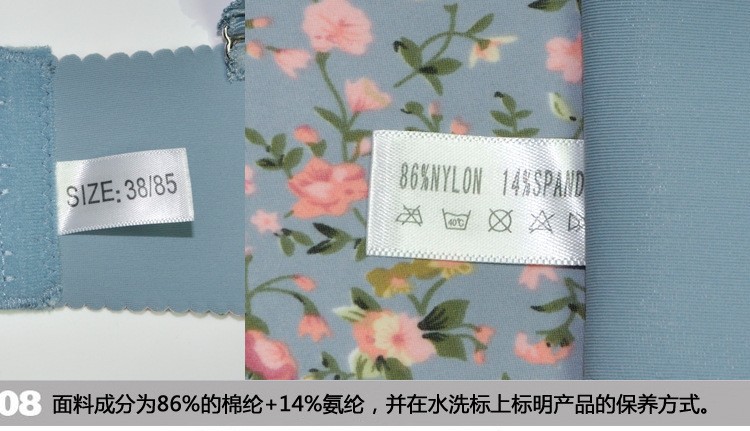 SIZE: 38/85
86%NYLON 14%SPAND
40℃
08 面料成分为86%的棉纶+14%氨纶，并在水洗标上标明产品的保养方式。